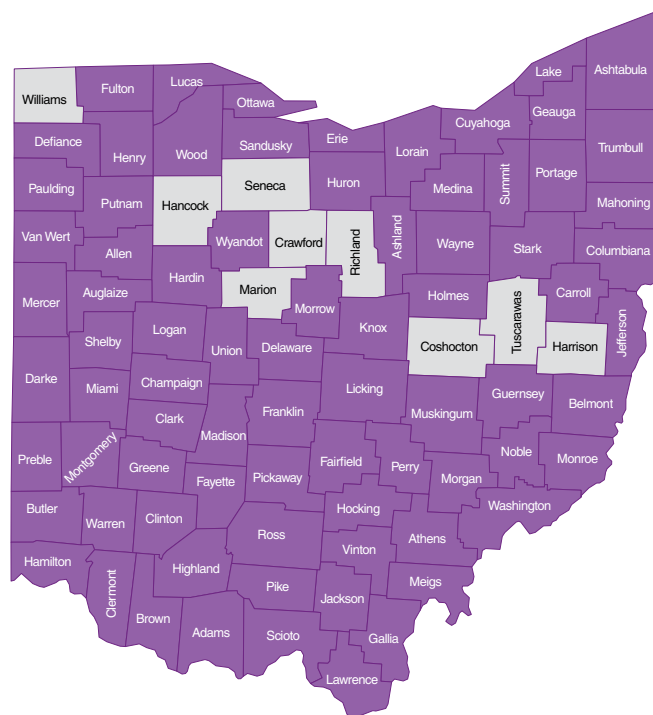 Williams
Fulton
Lucas
Ottawa
Lake
Ashtabula
Geauga
Cuyahoga
Defiance
Henry
Wood
Sandusky
Erie
Lorain
Medina
Summit
Portage
Trumbull
Paulding
Putnam
Hancock
Seneca
Huron
Ashland
Mahoning
Van Wert
Allen
Wyandot
Crawford
Richland
Wayne
Stark
Columbiana
Mercer
Auglaize
Hardin
Marion
Morrow
Holmes
Tuscarawas
Carroll
Jefferson
Shelby
Logan
Union
Delaware
Knox
Coshocton
Harrison
Darke
Miami
Champaign
Licking
Guernsey
Belmont
Clark
Madison
Franklin
Muskingum
Preble
Montgomery
Greene
Fayette
Pickaway
Fairfield
Perry
Morgan
Noble
Monroe
Butler
Warren
Clinton
Ross
Hocking
Athens
Washington
Hamilton
Clermont
Highland
Vinton
Meigs
Brown
Adams
Pike
Scioto
Jackson
Gallia
Lawrence